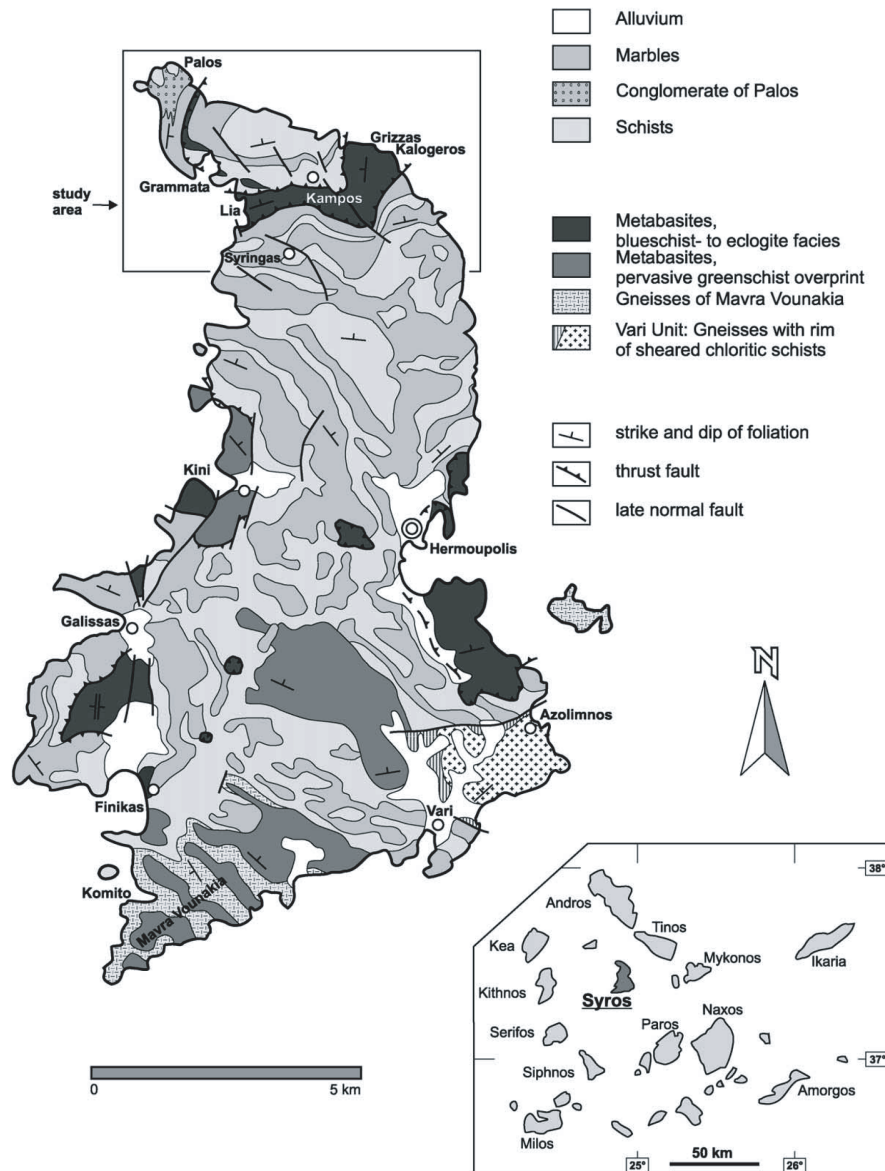 Alluvium
Marbles
Conglomerate of Palos
Schists
Metabasites,
blueschist- to eclogite facies
Metabasites,
pervasive greenschist overprint
Gneisses of Mavra Vounakia
Vari Unit: Gneisses with rim
of sheared chloritic schists
strike and dip of foliation
thrust fault
late normal fault
Palos
Grizzas
Kalogeros
Grammata
Kampos
study
area
Lia
Syringas
Kini
Hermoupolis
Galissas
Azolimnos
Finikas
Vari
Komito
Mavra Vounakia
0
5 km
N
38°
Andros
Tinos
Kea
Mykonos
Ikaria
Kithnos
Syros
Naxos
Serifos
Paros
37°
Siphnos
Amorgos
Milos
25°
50 km
26°